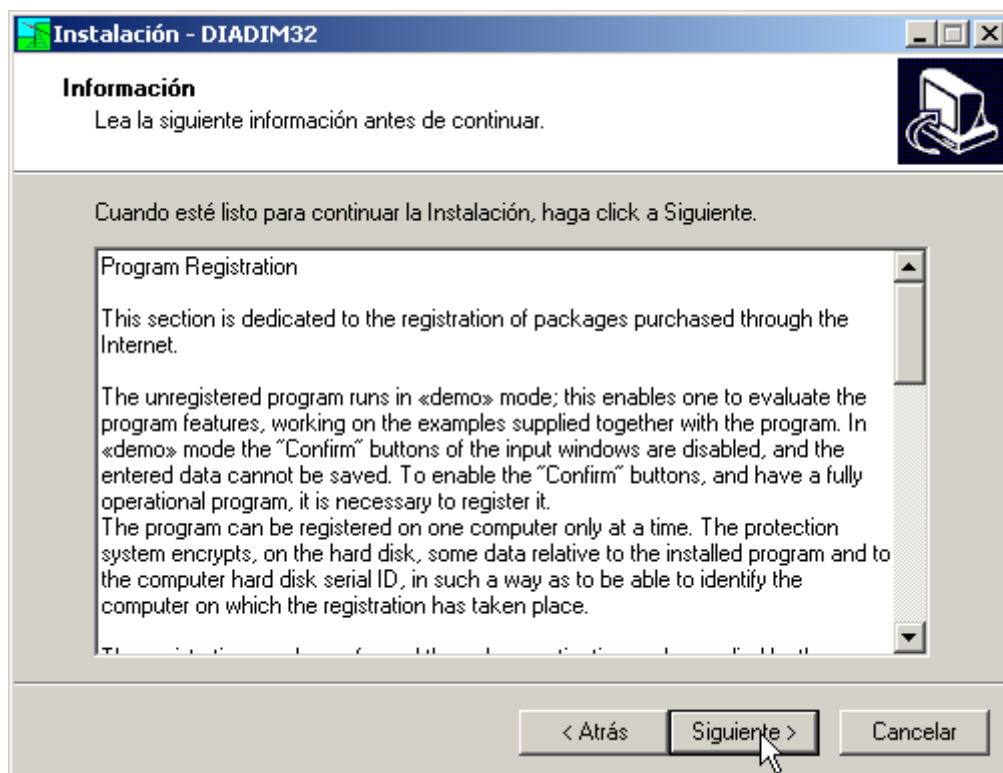 Instalación - DIADIM32
Información
Lea la siguiente información antes de continuar.
Cuando esté listo para continuar la Instalación, haga click a Siguiente.
Program Registration
This section is dedicated to the registration of packages purchased through the
Internet.
The unregistered program runs in «demo» mode; this enables one to evaluate the
program features, working on the examples supplied together with the program. In
«demo» mode the "Confirm" buttons of the input windows are disabled, and the
entered data cannot be saved. To enable the "Confirm" buttons, and have a fully
operational program, it is necessary to register it.
The program can be registered on one computer only at a time. The protection
system encrypts, on the hard disk, some data relative to the installed program and to
the computer hard disk serial ID, in such a way as to be able to identify the
computer on which the registration has taken place.
< Atrás
Siguiente >
Cancelar